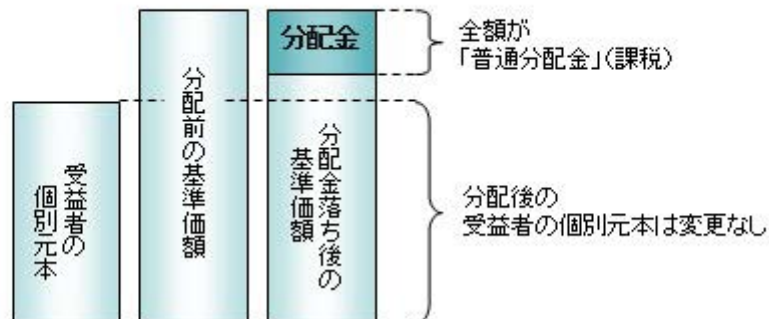 受益者の
個別元本
分配前の基準価額
分配金
分配金落ち後の
基準価額
全額が
「普通分配金」(課税)
分配後の
受益者の個別元本は変更なし